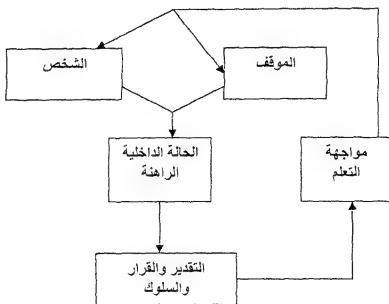 الشخص
الموقف
الحالة الداخلية
الراهنة
مواجهة
التعلم
التقدير والقرار
والسلوك